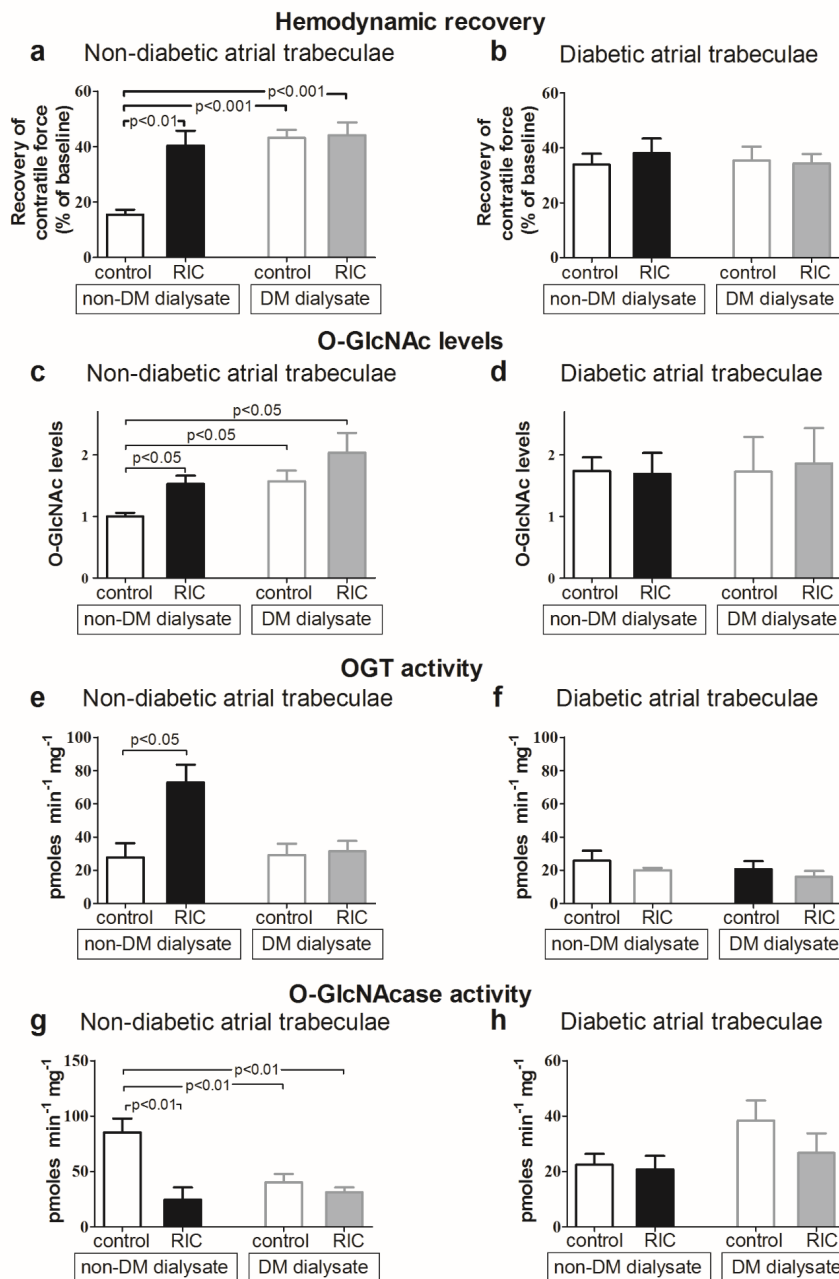 Hemodynamic recovery
a Non-diabetic atrial trabeculae
Recovery of
contratile force
(% of baseline)
60
40
20
0
p<0.001
p<0.001
p<0.01
control RIC control RIC
non-DM dialysate DM dialysate
b Diabetic atrial trabeculae
Recovery of
contratile force
(% of baseline)
60
40
20
0
control RIC control RIC
non-DM dialysate DM dialysate
O-GlcNAc levels
c Non-diabetic atrial trabeculae
O-GlcNAc levels
2
1
0
p<0.05
p<0.05
p<0.05
control RIC control RIC
non-DM dialysate DM dialysate
d Diabetic atrial trabeculae
O-GlcNAc levels
2
1
0
control RIC control RIC
non-DM dialysate DM dialysate
OGT activity
e Non-diabetic atrial trabeculae
pmoles min⁻¹ mg⁻¹
100
80
60
40
20
0
p<0.05
control RIC control RIC
non-DM dialysate DM dialysate
f Diabetic atrial trabeculae
pmoles min⁻¹ mg⁻¹
100
80
60
40
20
0
control RIC control RIC
non-DM dialysate DM dialysate
O-GlcNAcase activity
g Non-diabetic atrial trabeculae
pmoles min⁻¹ mg⁻¹
150
100
50
0
p<0.01
p<0.01
p<0.01
control RIC control RIC
non-DM dialysate DM dialysate
h Diabetic atrial trabeculae
pmoles min⁻¹ mg⁻¹
60
40
20
0
control RIC control RIC
non-DM dialysate DM dialysate